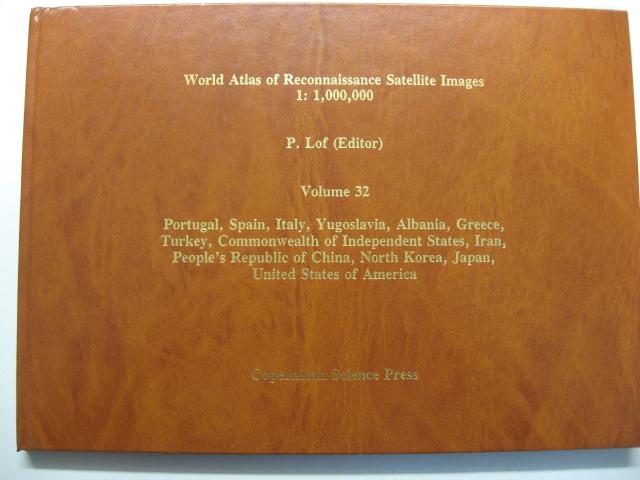 World Atlas of Reconnaissance Satellite Images
1: 1,000,000
P. Lof (Editor)
Volume 32
Portugal, Spain, Italy, Yugoslavia, Albania, Greece,
Turkey, Commonwealth of Independent States, Iran,
People's Republic of China, North Korea, Japan,
United States of America
Science Press